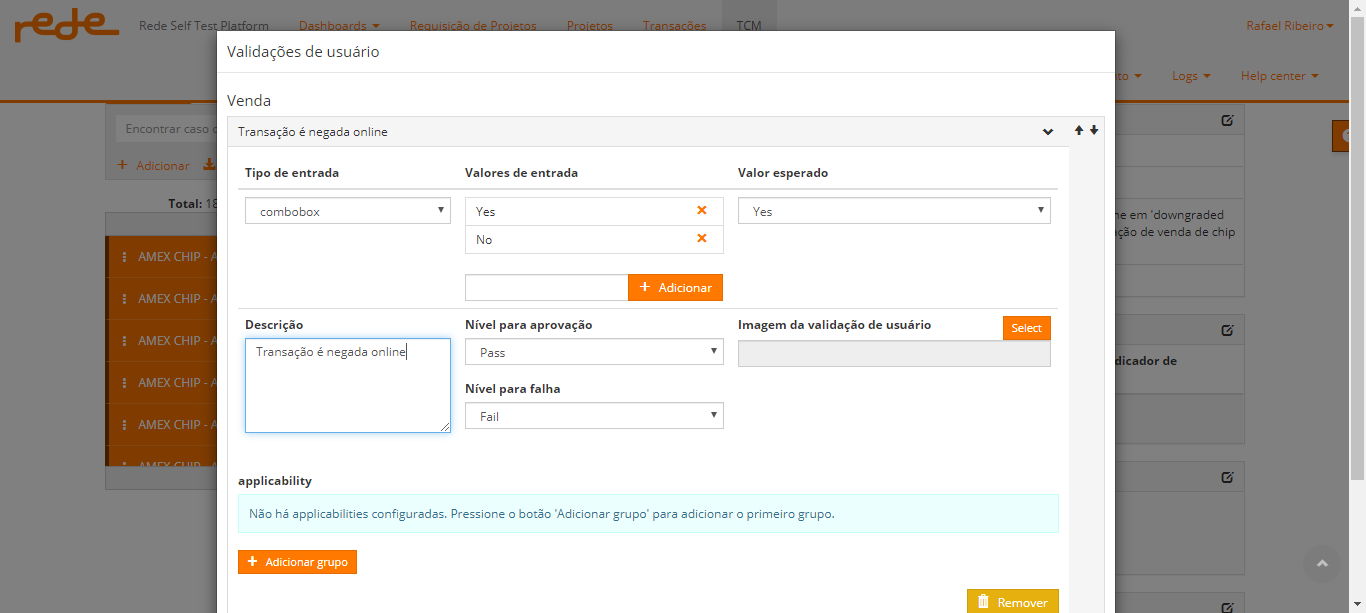 rede
Rede Self Test Platform
Dashboards
Requisição de Projetos
Projetos
Transações
TCM
Rafael Ribeiro
Logs
Help center
Validações de usuário
Venda
Transação é negada online
Encontrar caso
Adicionar
Total: 18
Tipo de entrada
Valores de entrada
Valor esperado
combobox
Yes
Yes
No
+ Adicionar
Descrição
Nível para aprovação
Imagem da validação de usuário
Select
Transação é negada online
Pass
Nível para falha
Fail
AMEX CHIP - A
AMEX CHIP - A
AMEX CHIP - A
AMEX CHIP - A
AMEX CHIP - A
AMEX CHIP - A
em 'downgraded
de venda de chip
dicador de
applicability
Não há applicabilities configuradas. Pressione o botão 'Adicionar grupo' para adicionar o primeiro grupo.
+ Adicionar grupo
Remover